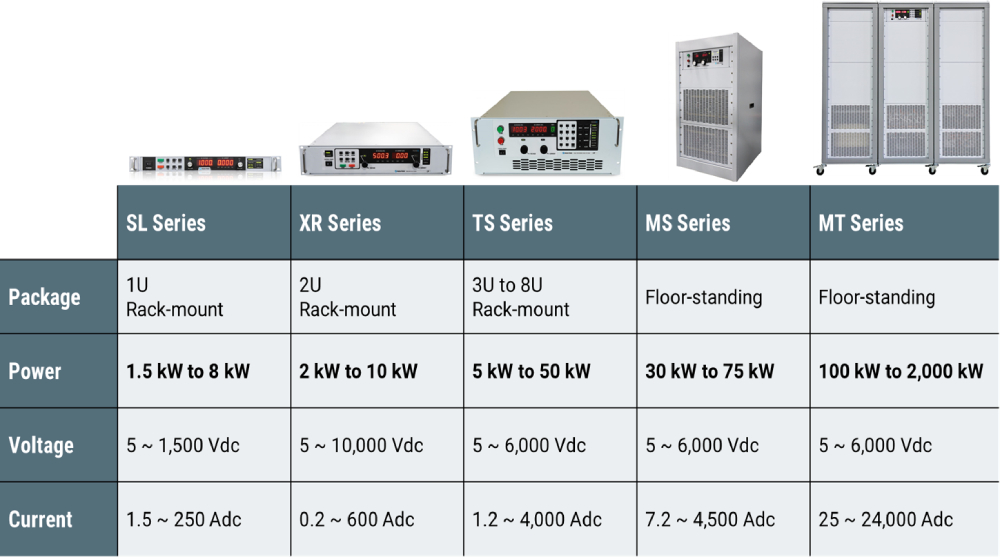 SL Series
XR Series
TS Series
MS Series
MT Series
Package
1U
Rack-mount
2U
Rack-mount
3U to 8U
Rack-mount
Floor-standing
Floor-standing
Power
1.5 kW to 8 kW
2 kW to 10 kW
5 kW to 50 kW
30 kW to 75 kW
100 kW to 2,000 kW
Voltage
5 ~ 1,500 Vdc
5 ~ 10,000 Vdc
5 ~ 6,000 Vdc
5 ~ 6,000 Vdc
5 ~ 6,000 Vdc
Current
1.5 ~ 250 Adc
0.2 ~ 600 Adc
1.2 ~ 4,000 Adc
7.2 ~ 4,500 Adc
25 ~ 24,000 Adc